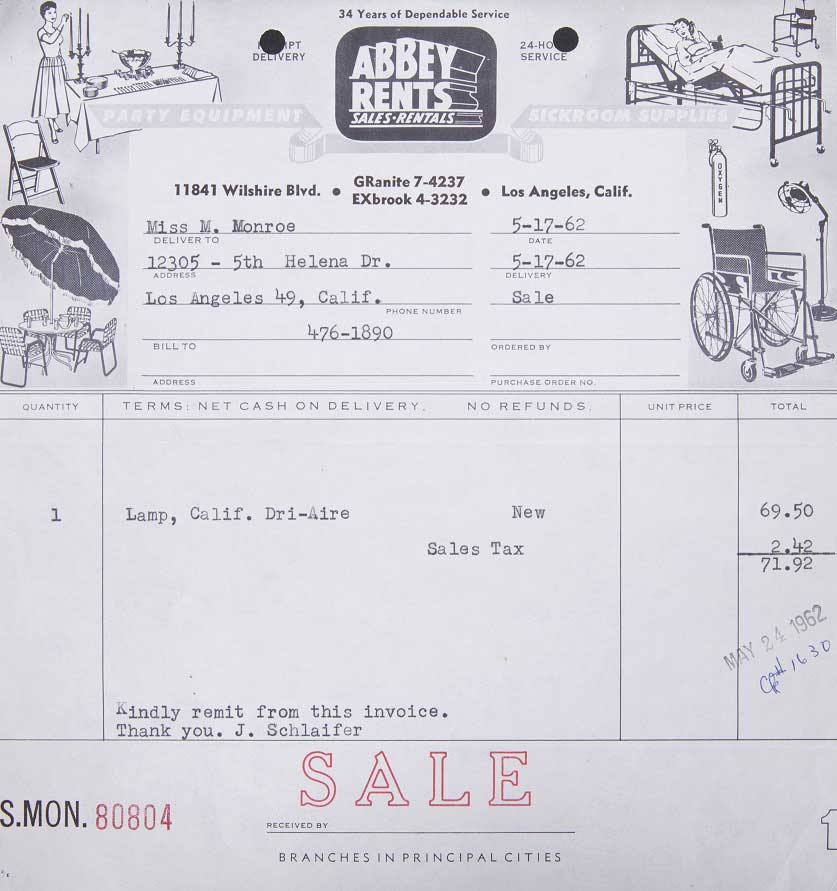 34 Years of Dependable Service
DELIVERY
ABBEY
RENTS
SALES • RENTALS
SERVICE
PARTY EQUIPMENT
SICKROOM SUPPLIES
OXYGEN
11841 Wilshire Blvd. • GRanite 7-4237 EXbrook 4-3232 • Los Angeles, Calif.
Miss M. Monroe 5-17-62
DELIVER TO DATE
12305 - 5th Helena Dr. 5-17-62
ADDRESS DELIVERY
Los Angeles 49, Calif. Sale
PHONE NUMBER
476-1890
BILL TO ORDERED BY
ADDRESS PURCHASE ORDER NO.
QUANTITY TERMS: NET CASH ON DELIVERY. NO REFUNDS. UNIT PRICE TOTAL
1 Lamp, Calif. Dri-Aire New 69.50
Sales Tax 2.42
71.92
MAY 24 1962
1630
Kindly remit from this invoice.
Thank you. J. Schlaifer
SALE
S.MON. 80804
RECEIVED BY
BRANCHES IN PRINCIPAL CITIES